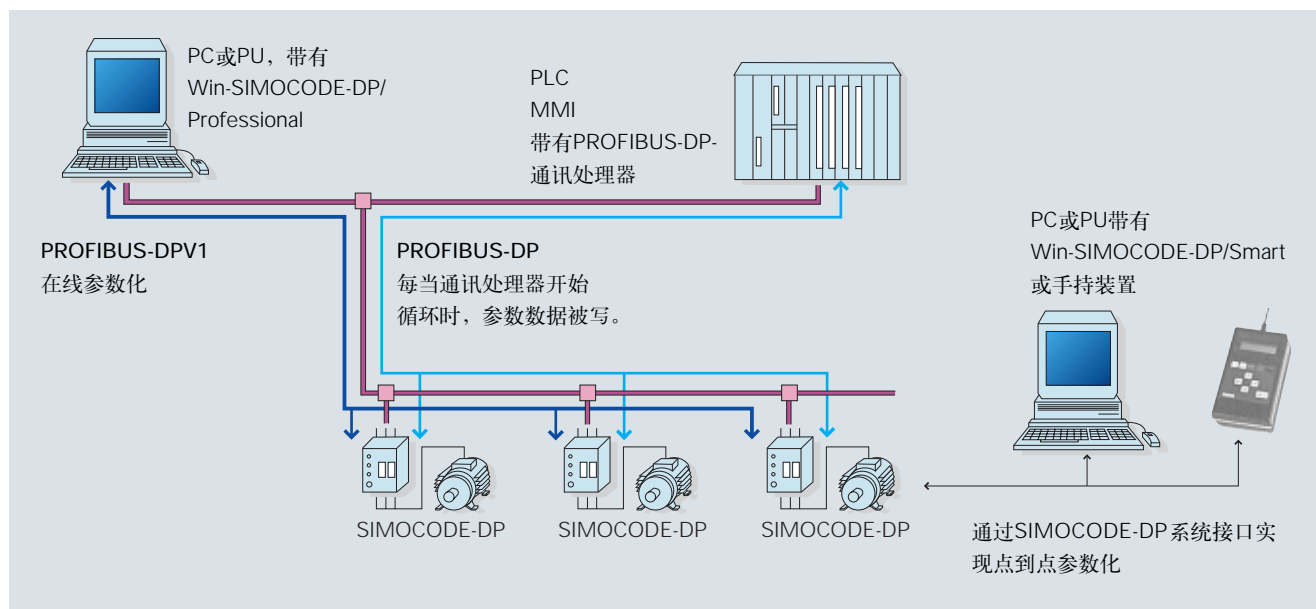 PC或PU，带有
Win-SIMOCODE-DP/
Professional
PLC
MMI
带有PROFIBUS-DP-
通讯处理器
PROFIBUS-DPV1
在线参数化
PROFIBUS-DP
每当通讯处理器开始
循环时，参数数据被写。
PC或PU带有
Win-SIMOCODE-DP/Smart
或手持装置
SIMOCODE-DP
SIMOCODE-DP
SIMOCODE-DP
通过SIMOCODE-DP系统接口实
现点到点参数化